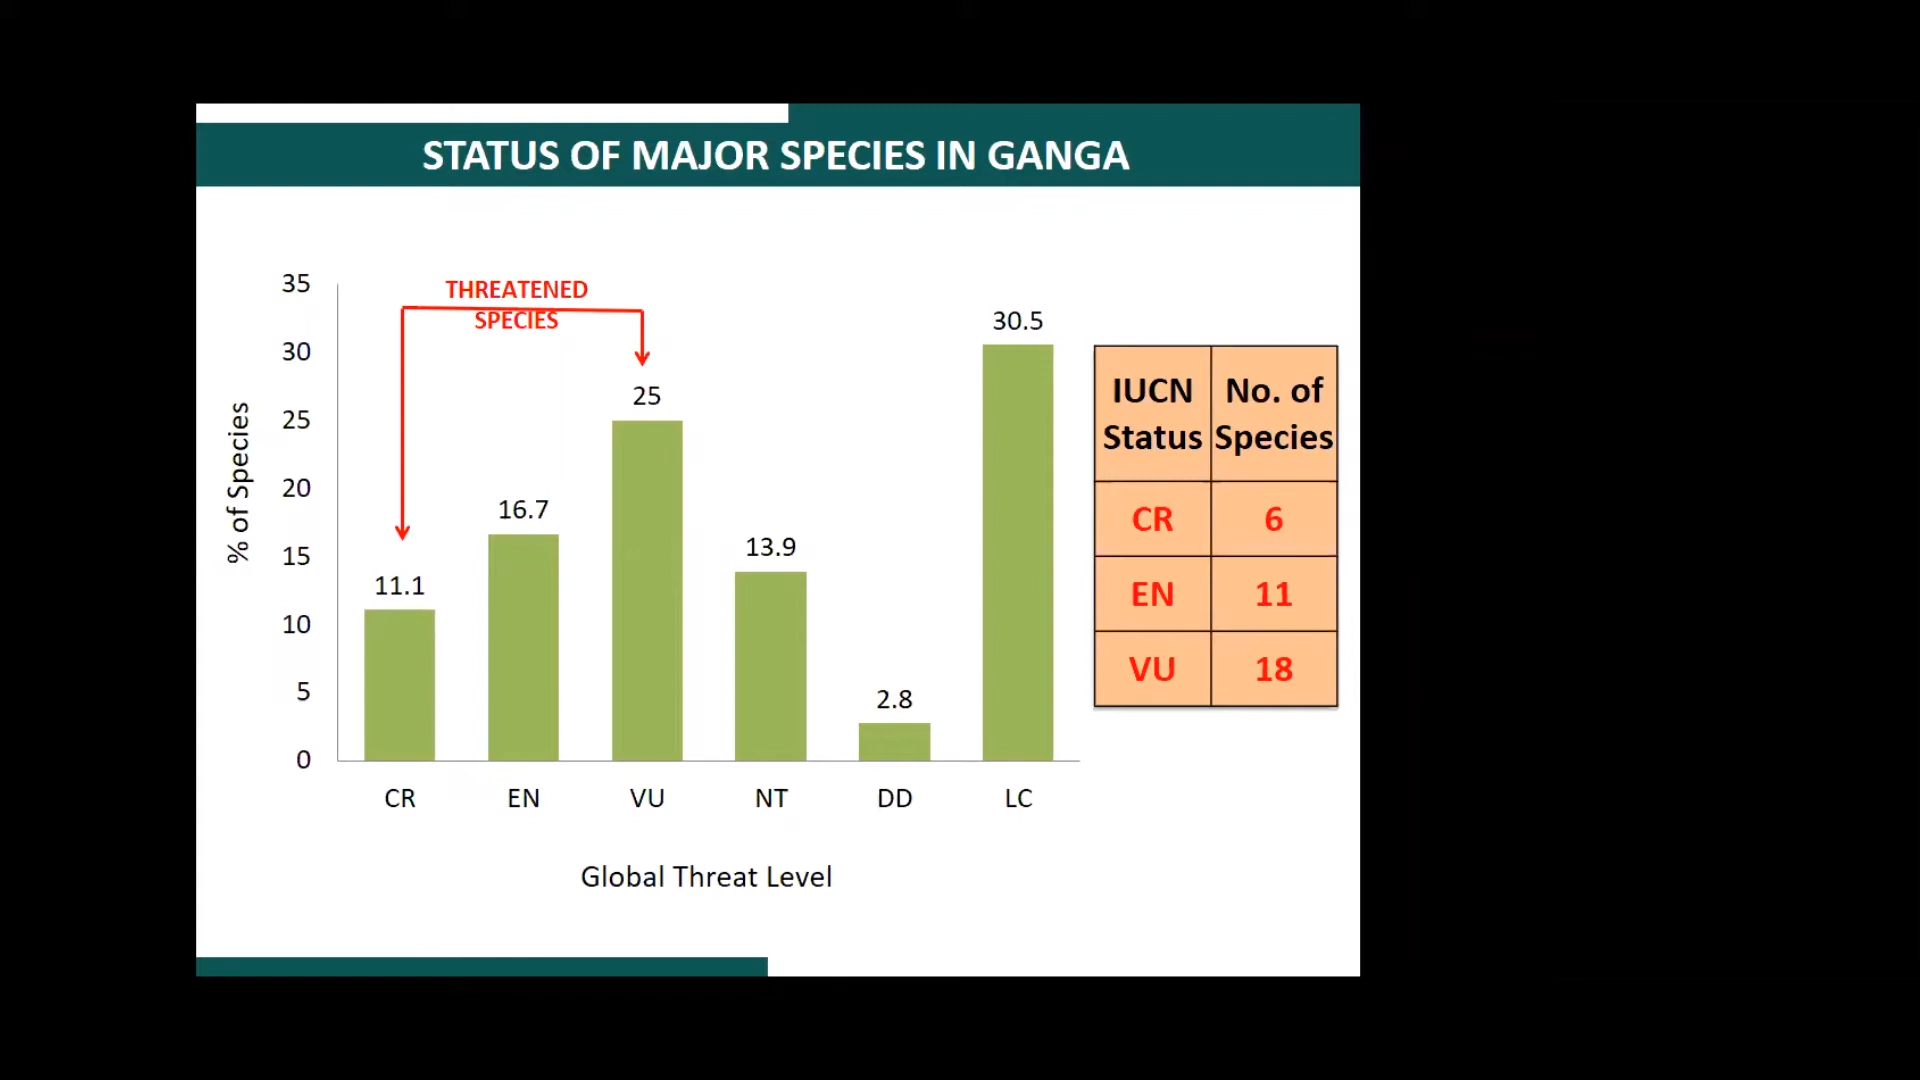 STATUS OF MAJOR SPECIES IN GANGA
THREATENED
SPECIES
% of Species
35
30
25
20
15
10
5
0
11.1
16.7
25
13.9
2.8
30.5
CR
EN
VU
NT
DD
LC
Global Threat Level
IUCN Status
No. of Species
CR 6
EN 11
VU 18